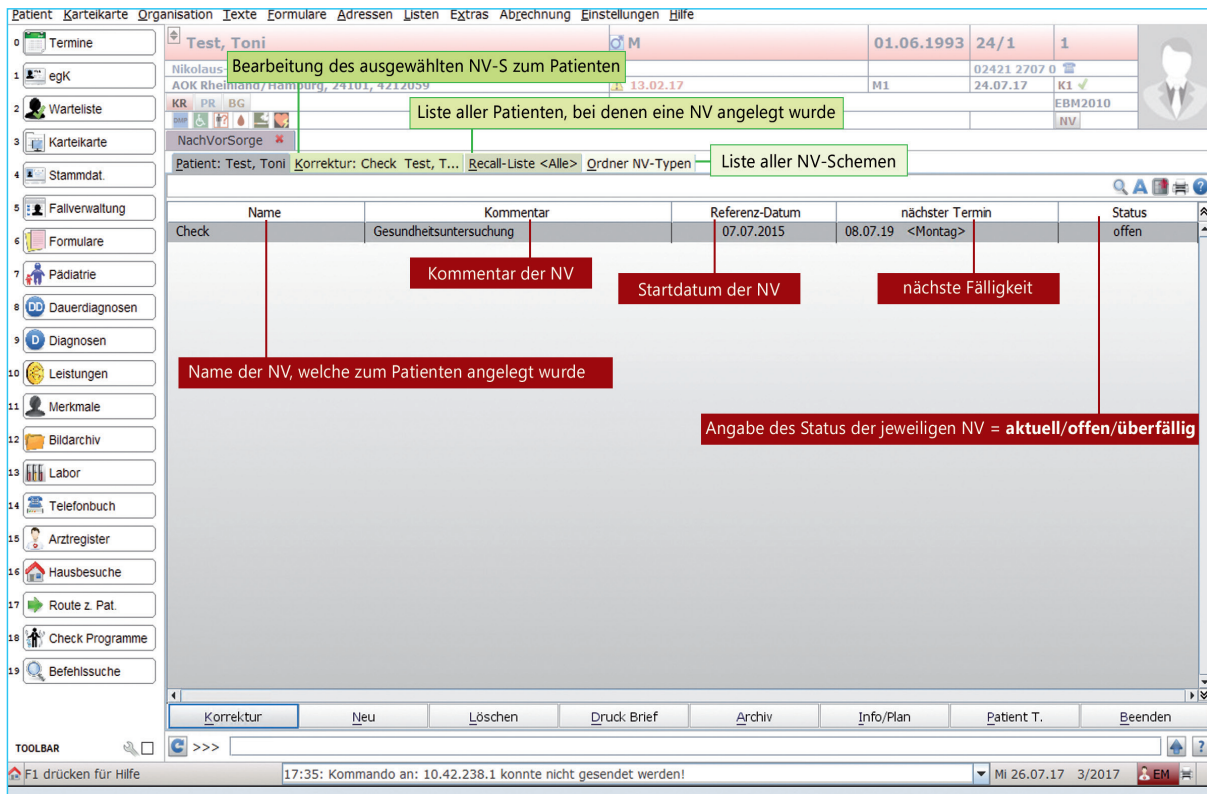 Patient Karteikarte Organisation Texte Formulare Adressen Listen Extras Abrechnung Einstellungen Hilfe
0 Termine
1 egK
2 Warteliste
3 Karteikarte
4 Stammdat.
5 Fallverwaltung
6 Formulare
7 Pädiatrie
8 DD Dauerdiagnosen
9 D Diagnosen
10 Leistungen
11 Merkmale
12 Bildarchiv
13 Labor
14 Telefonbuch
15 Arztregister
16 Hausbesuche
17 Route z. Pat.
18 Check Programme
19 Befehlssuche
TOOLBAR
Test, Toni M 01.06.1993 24/1 1
Nikolaus- 02421 2707 0
AOK Rheinland/Hamburg, 24101, 4212059 13.02.17 M1 24.07.17 K1
KR PR BG EBM2010
NV
Bearbeitung des ausgewählten NV-S zum Patienten
Liste aller Patienten, bei denen eine NV angelegt wurde
NachVorSorge
Patient: Test, Toni Korrektur: Check Test, T... Recall-Liste <Alle> Ordner NV-Typen
Liste aller NV-Schemen
Name Kommentar Referenz-Datum nächster Termin Status
Check Gesundheitsuntersuchung 07.07.2015 08.07.19 <Montag> offen
Kommentar der NV
Startdatum der NV
nächste Fälligkeit
Name der NV, welche zum Patienten angelegt wurde
Angabe des Status der jeweiligen NV = aktuell/offen/überfällig
Korrektur Neu Löschen Druck Brief Archiv Info/Plan Patient T. Beenden
>>>
F1 drücken für Hilfe 17:35: Kommando an: 10.42.238.1 konnte nicht gesendet werden! Mi 26.07.17 3/2017 EM